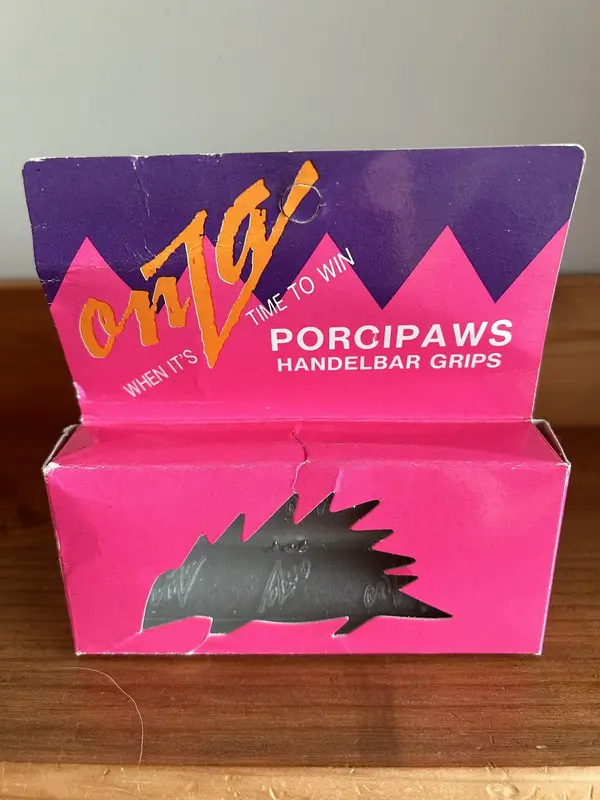 onza
WHEN IT'S TIME TO WIN
PORCIPAWS
HANDELBAR GRIPS